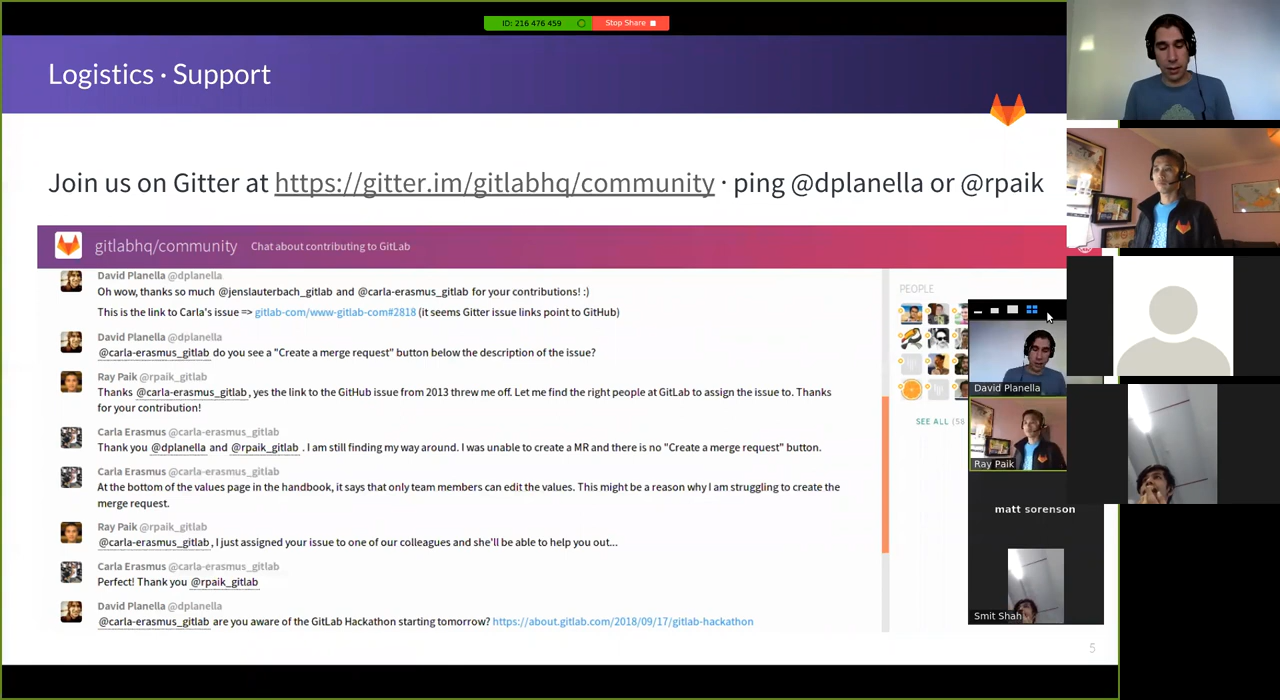 ID: 216 476 459
Stop Share
Logistics · Support
Join us on Gitter at https://gitter.im/gitlabhq/community · ping @dplanella or @rpaik
gitlabhq/community Chat about contributing to GitLab
David Planella @dplanella
Oh wow, thanks so much @jenslauterbach_gitlab and @carla-erasmus_gitlab for your contributions! :)
This is the link to Carla's issue => gitlab-com/www-gitlab-com#2818 (it seems Gitter issue links point to GitHub)
David Planella @dplanella
@carla-erasmus_gitlab do you see a "Create a merge request" button below the description of the issue?
Ray Paik @rpaik_gitlab
Thanks @carla-erasmus_gitlab, yes the link to the GitHub issue from 2013 threw me off. Let me find the right people at GitLab to assign the issue to. Thanks
for your contribution!
Carla Erasmus @carla-erasmus_gitlab
Thank you @dplanella and @rpaik_gitlab . I am still finding my way around. I was unable to create a MR and there is no "Create a merge request" button.
Carla Erasmus @carla-erasmus_gitlab
At the bottom of the values page in the handbook, it says that only team members can edit the values. This might be a reason why I am struggling to create the
merge request.
Ray Paik @rpaik_gitlab
@carla-erasmus_gitlab, I just assigned your issue to one of our colleagues and she'll be able to help you out...
Carla Erasmus @carla-erasmus_gitlab
Perfect! Thank you @rpaik_gitlab
David Planella @dplanella
@carla-erasmus_gitlab are you aware of the GitLab Hackathon starting tomorrow? https://about.gitlab.com/2018/09/17/gitlab-hackathon
PEOPLE
SEE ALL (58
David Planella
Ray Paik
matt sorenson
Smit Shah
5